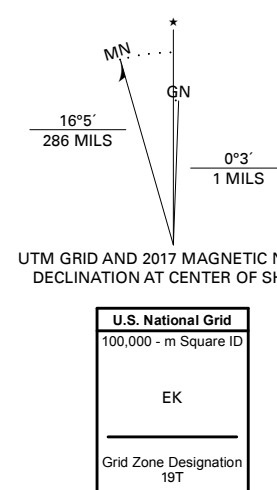 ★
MN
GN
16°5´
286 MILS
0°3´
1 MILS
UTM GRID AND 2017 MAGNETIC
DECLINATION AT CENTER OF
U.S. National Grid
100,000 - m Square ID
EK
Grid Zone Designation
19T